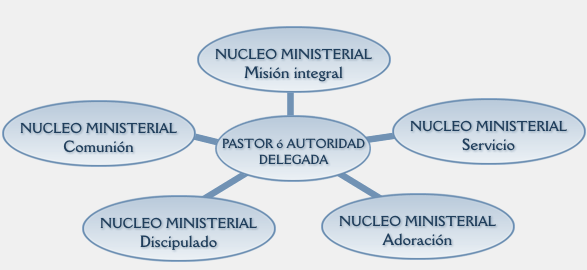 NUCLEO MINISTERIAL
Misión integral
NUCLEO MINISTERIAL
Comunión
PASTOR ó AUTORIDAD
DELEGADA
NUCLEO MINISTERIAL
Servicio
NUCLEO MINISTERIAL
Discipulado
NUCLEO MINISTERIAL
Adoración